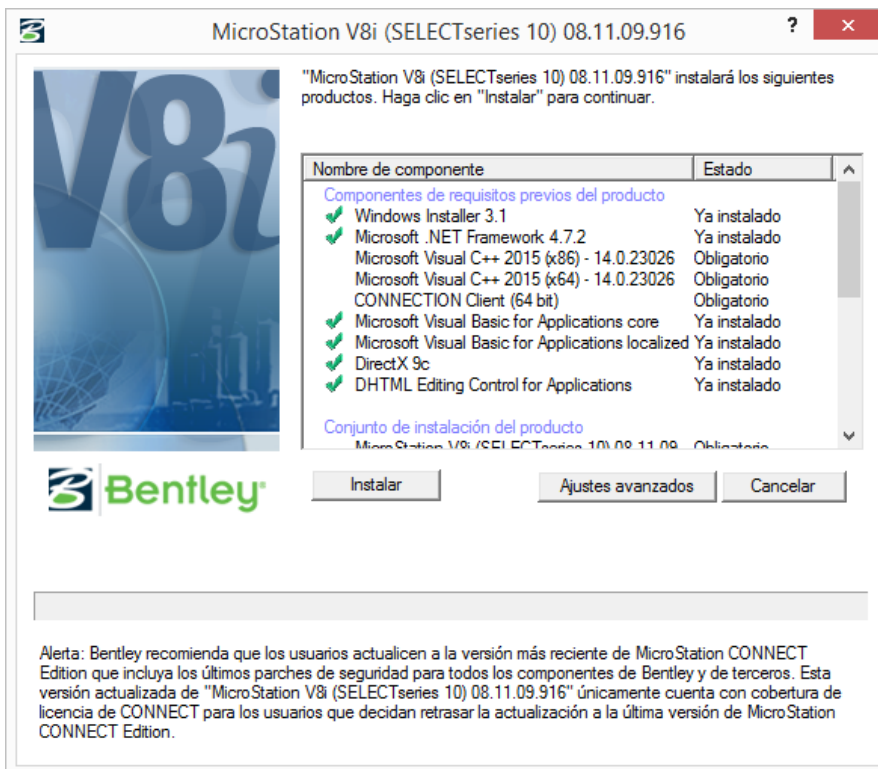 MicroStation V8i (SELECTseries 10) 08.11.09.916
?
V8i
"MicroStation V8i (SELECTseries 10) 08.11.09.916" instalará los siguientes
productos. Haga clic en "Instalar" para continuar.
Nombre de componente Estado
Componentes de requisitos previos del producto
Windows Installer 3.1 Ya instalado
Microsoft .NET Framework 4.7.2 Ya instalado
Microsoft Visual C++ 2015 (x86) - 14.0.23026 Obligatorio
Microsoft Visual C++ 2015 (x64) - 14.0.23026 Obligatorio
CONNECTION Client (64 bit) Obligatorio
Microsoft Visual Basic for Applications core Ya instalado
Microsoft Visual Basic for Applications localized Ya instalado
DirectX 9c Ya instalado
DHTML Editing Control for Applications Ya instalado
Conjunto de instalación del producto
MicroStation V8i (SELECTseries 10) 08.11.09 Obligatorio
Bentley
Instalar Ajustes avanzados Cancelar
Alerta: Bentley recomienda que los usuarios actualicen a la versión más reciente de MicroStation CONNECT
Edition que incluya los últimos parches de seguridad para todos los componentes de Bentley y de terceros. Esta
versión actualizada de "MicroStation V8i (SELECTseries 10) 08.11.09.916" únicamente cuenta con cobertura de
licencia de CONNECT para los usuarios que decidan retrasar la actualización a la última versión de MicroStation
CONNECT Edition.